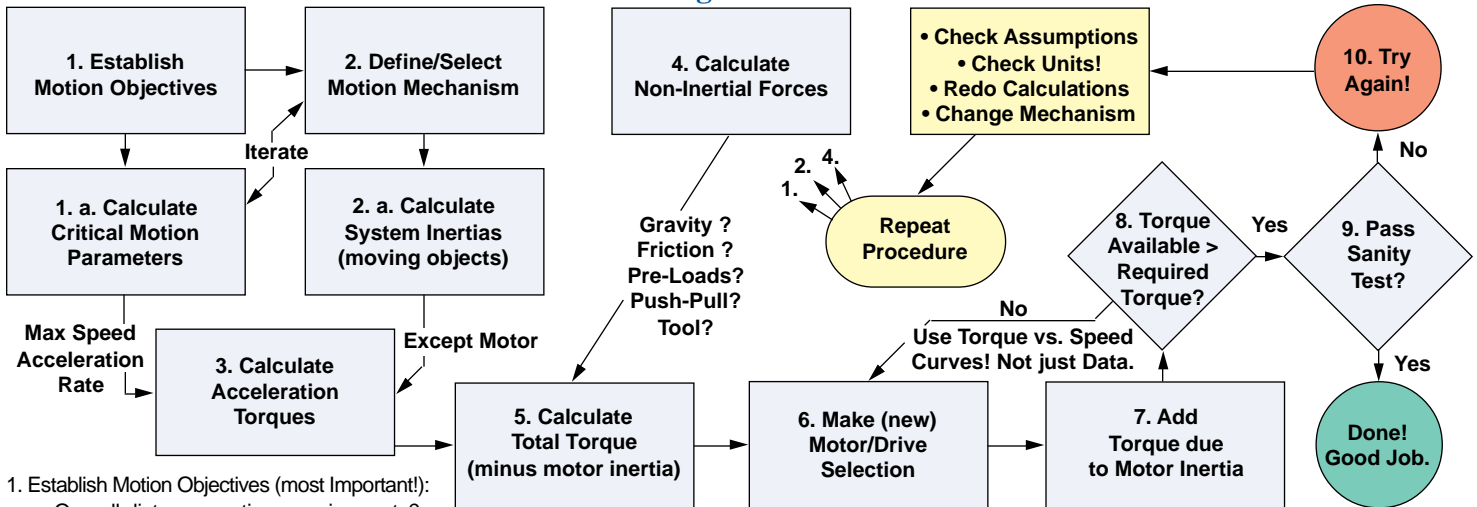 1. Establish
Motion Objectives
2. Define/Select
Motion Mechanism
4. Calculate
Non-Inertial Forces
• Check Assumptions
• Check Units!
• Redo Calculations
• Change Mechanism
10. Try
Again!
Iterate
No
1. a. Calculate
Critical Motion
Parameters
2. a. Calculate
System Inertias
(moving objects)
Gravity ?
Friction ?
Pre-Loads?
Push-Pull?
Tool?
1.
2.
4.
Repeat
Procedure
8. Torque
Available >
Required
Torque?
Yes
9. Pass
Sanity
Test?
Max Speed
Acceleration
Rate
Except Motor
No
Use Torque vs. Speed
Curves! Not just Data.
Yes
3. Calculate
Acceleration
Torques
5. Calculate
Total Torque
(minus motor inertia)
6. Make (new)
Motor/Drive
Selection
7. Add
Torque due
to Motor Inertia
Done!
Good Job.
1. Establish Motion Objectives (most Important!):